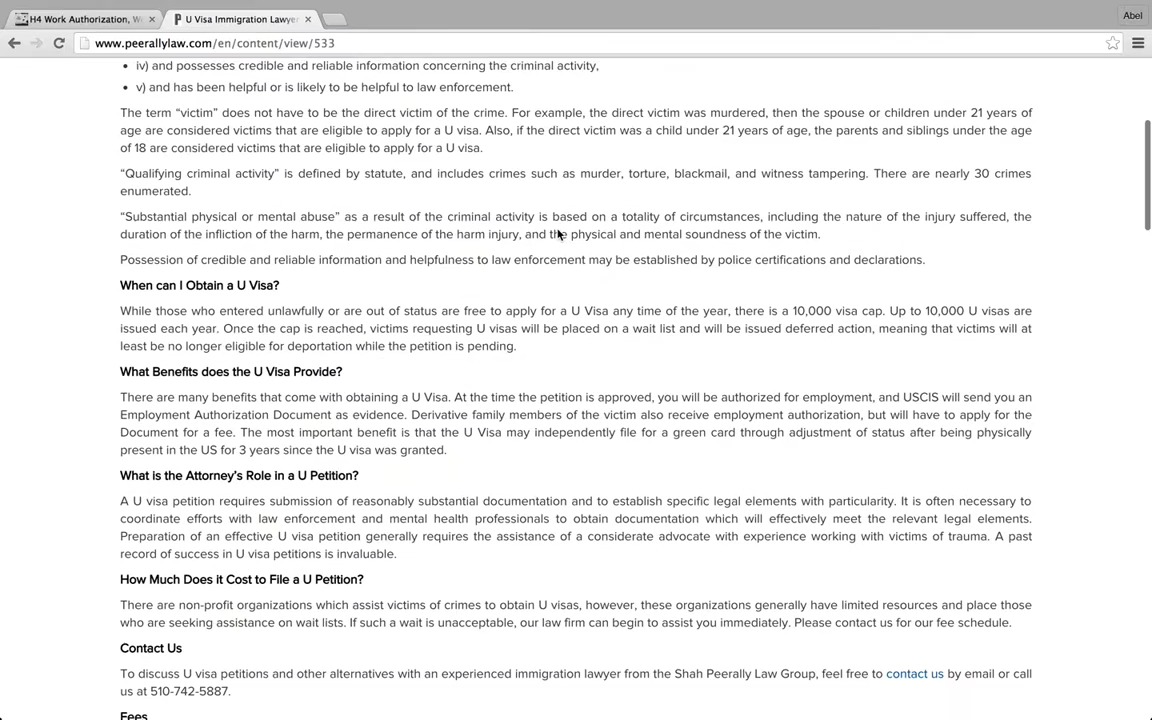 H4 Work Authorization, W
U Visa Immigration Lawyer
Abel
www.peerallylaw.com/en/content/view/533
• iv) and possesses credible and reliable information concerning the criminal activity,
• v) and has been helpful or is likely to be helpful to law enforcement.
The term “victim” does not have to be the direct victim of the crime. For example, the direct victim was murdered, then the spouse or children under 21 years of
age are considered victims that are eligible to apply for a U visa. Also, if the direct victim was a child under 21 years of age, the parents and siblings under the age
of 18 are considered victims that are eligible to apply for a U visa.
“Qualifying criminal activity” is defined by statute, and includes crimes such as murder, torture, blackmail, and witness tampering. There are nearly 30 crimes
enumerated.
“Substantial physical or mental abuse” as a result of the criminal activity is based on a totality of circumstances, including the nature of the injury suffered, the
duration of the infliction of the harm, the permanence of the harm injury, and the physical and mental soundness of the victim.
Possession of credible and reliable information and helpfulness to law enforcement may be established by police certifications and declarations.
When can I Obtain a U Visa?
While those who entered unlawfully or are out of status are free to apply for a U Visa any time of the year, there is a 10,000 visa cap. Up to 10,000 U visas are
issued each year. Once the cap is reached, victims requesting U visas will be placed on a wait list and will be issued deferred action, meaning that victims will at
least be no longer eligible for deportation while the petition is pending.
What Benefits does the U Visa Provide?
There are many benefits that come with obtaining a U Visa. At the time the petition is approved, you will be authorized for employment, and USCIS will send you an
Employment Authorization Document as evidence. Derivative family members of the victim also receive employment authorization, but will have to apply for the
Document for a fee. The most important benefit is that the U Visa may independently file for a green card through adjustment of status after being physically
present in the US for 3 years since the U visa was granted.
What is the Attorney’s Role in a U Petition?
A U visa petition requires submission of reasonably substantial documentation and to establish specific legal elements with particularity. It is often necessary to
coordinate efforts with law enforcement and mental health professionals to obtain documentation which will effectively meet the relevant legal elements.
Preparation of an effective U visa petition generally requires the assistance of a considerate advocate with experience working with victims of trauma. A past
record of success in U visa petitions is invaluable.
How Much Does it Cost to File a U Petition?
There are non-profit organizations which assist victims of crimes to obtain U visas, however, these organizations generally have limited resources and place those
who are seeking assistance on wait lists. If such a wait is unacceptable, our law firm can begin to assist you immediately. Please contact us for our fee schedule.
Contact Us
To discuss U visa petitions and other alternatives with an experienced immigration lawyer from the Shah Peerally Law Group, feel free to contact us by email or call
us at 510-742-5887.
Fees